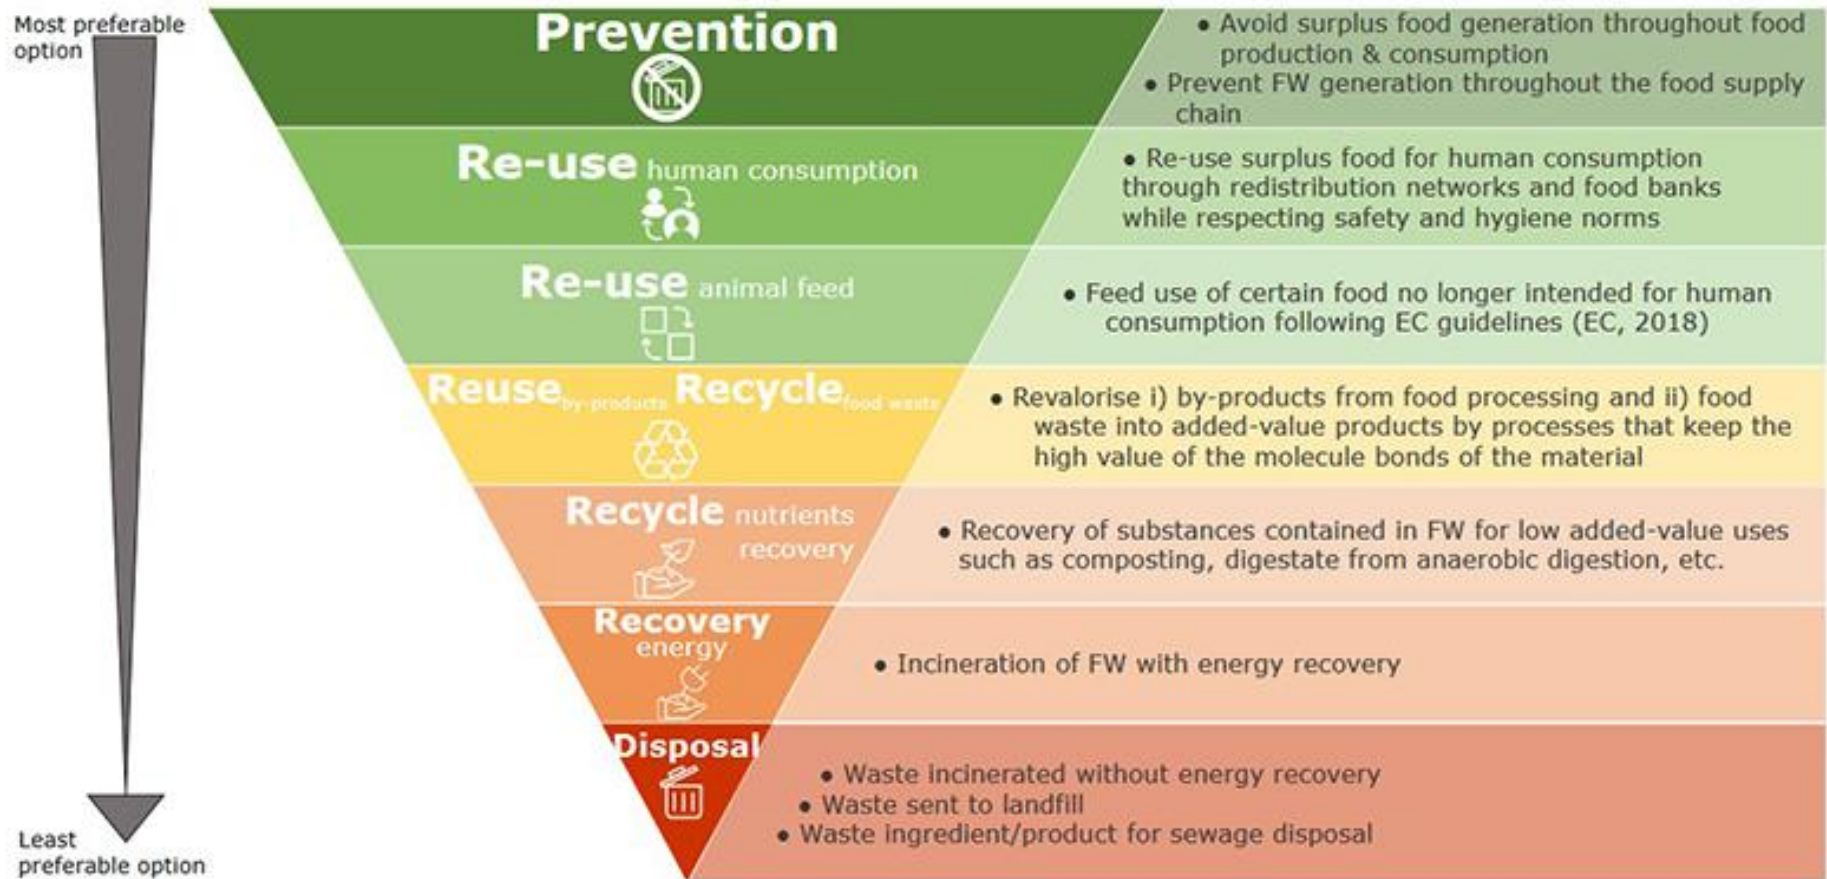 Most preferable
option
Prevention
● Avoid surplus food generation throughout food
production & consumption
● Prevent FW generation throughout the food supply
chain
Re-use human consumption
● Re-use surplus food for human consumption
through redistribution networks and food banks
while respecting safety and hygiene norms
Re-use animal feed
● Feed use of certain food no longer intended for human
consumption following EC guidelines (EC, 2018)
Reuse by-products Recycle food waste
● Revalorise i) by-products from food processing and ii) food
waste into added-value products by processes that keep the
high value of the molecule bonds of the material
Recycle nutrients
recovery
● Recovery of substances contained in FW for low added-value uses
such as composting, digestate from anaerobic digestion, etc.
Recovery
energy
● Incineration of FW with energy recovery
Disposal
● Waste incinerated without energy recovery
● Waste sent to landfill
● Waste ingredient/product for sewage disposal
Least
preferable option